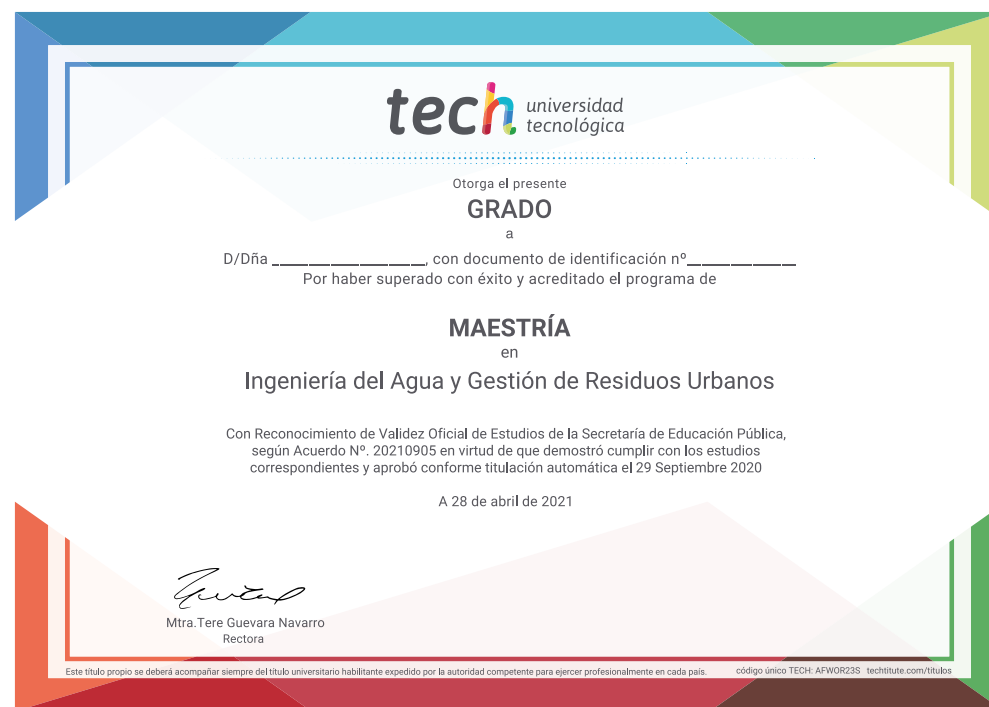 tech universidad
tecnológica
Otorga el presente
GRADO
a
D/Dña ____________________, con documento de identificación nº______________
Por haber superado con éxito y acreditado el programa de
MAESTRÍA
en
Ingeniería del Agua y Gestión de Residuos Urbanos
Con Reconocimiento de Validez Oficial de Estudios de la Secretaría de Educación Pública,
según Acuerdo Nº. 20210905 en virtud de que demostró cumplir con los estudios
correspondientes y aprobó conforme titulación automática el 29 Septiembre 2020
A 28 de abril de 2021
Mtra.Tere Guevara Navarro
Rectora
Este título propio se deberá acompañar siempre del título universitario habilitante expedido por la autoridad competente para ejercer profesionalmente en cada país.
código único TECH: AFWOR23S techtitute.com/titulos